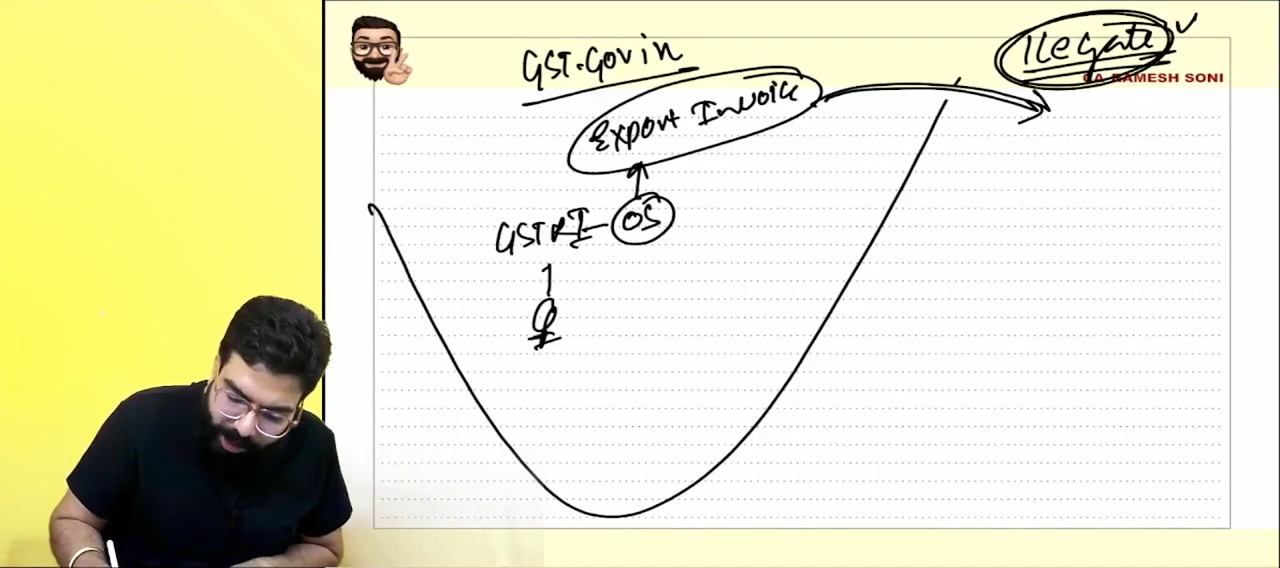 GST.Gov in
Icegate
CA RAMESH SONI
Export Invoice
GSTR1 - OS